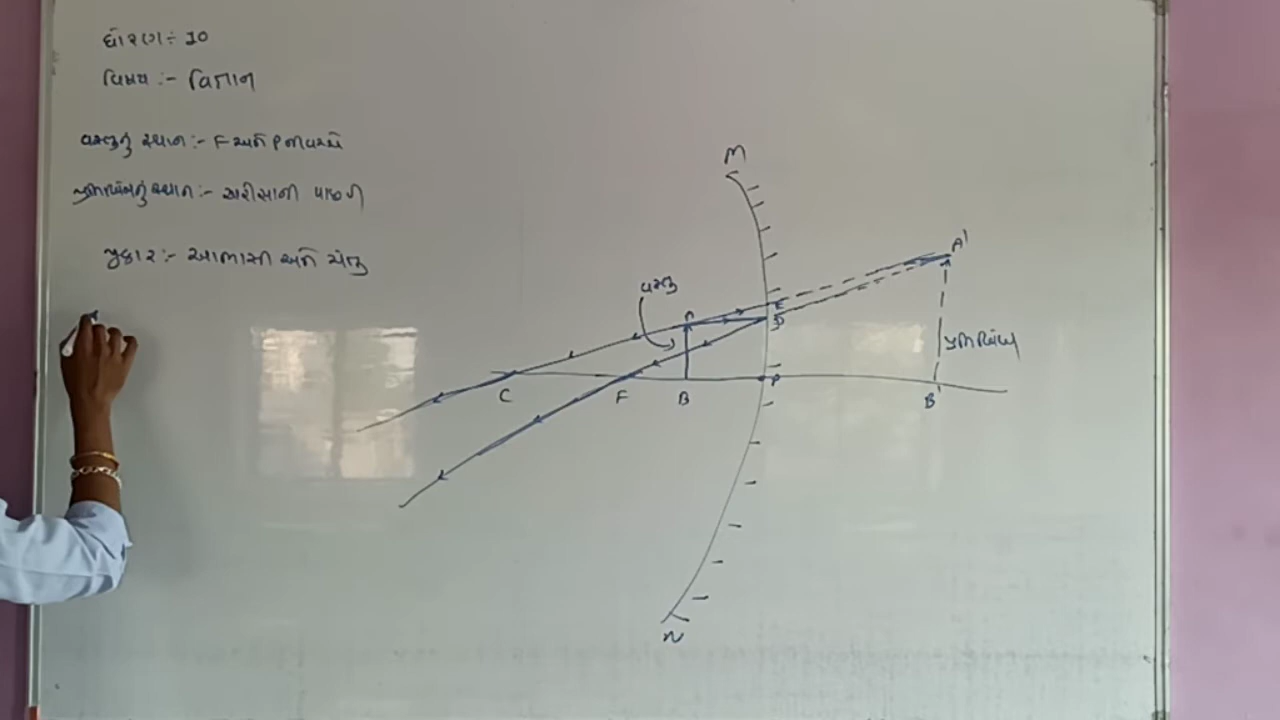 ધોરણ :- 10
વિષય :- વિજ્ઞાન
વસ્તુનું સ્થાન :- F અને P ની વચ્ચે
પ્રતિબિંબનું સ્થાન :- અરીસાની પાછળ
પ્રકાર :- આભાસી અને ચત્તુ
M
A'
વસ્તુ
A
E
D
પ્રતિબિંબ
C
F
B
P
B'
N